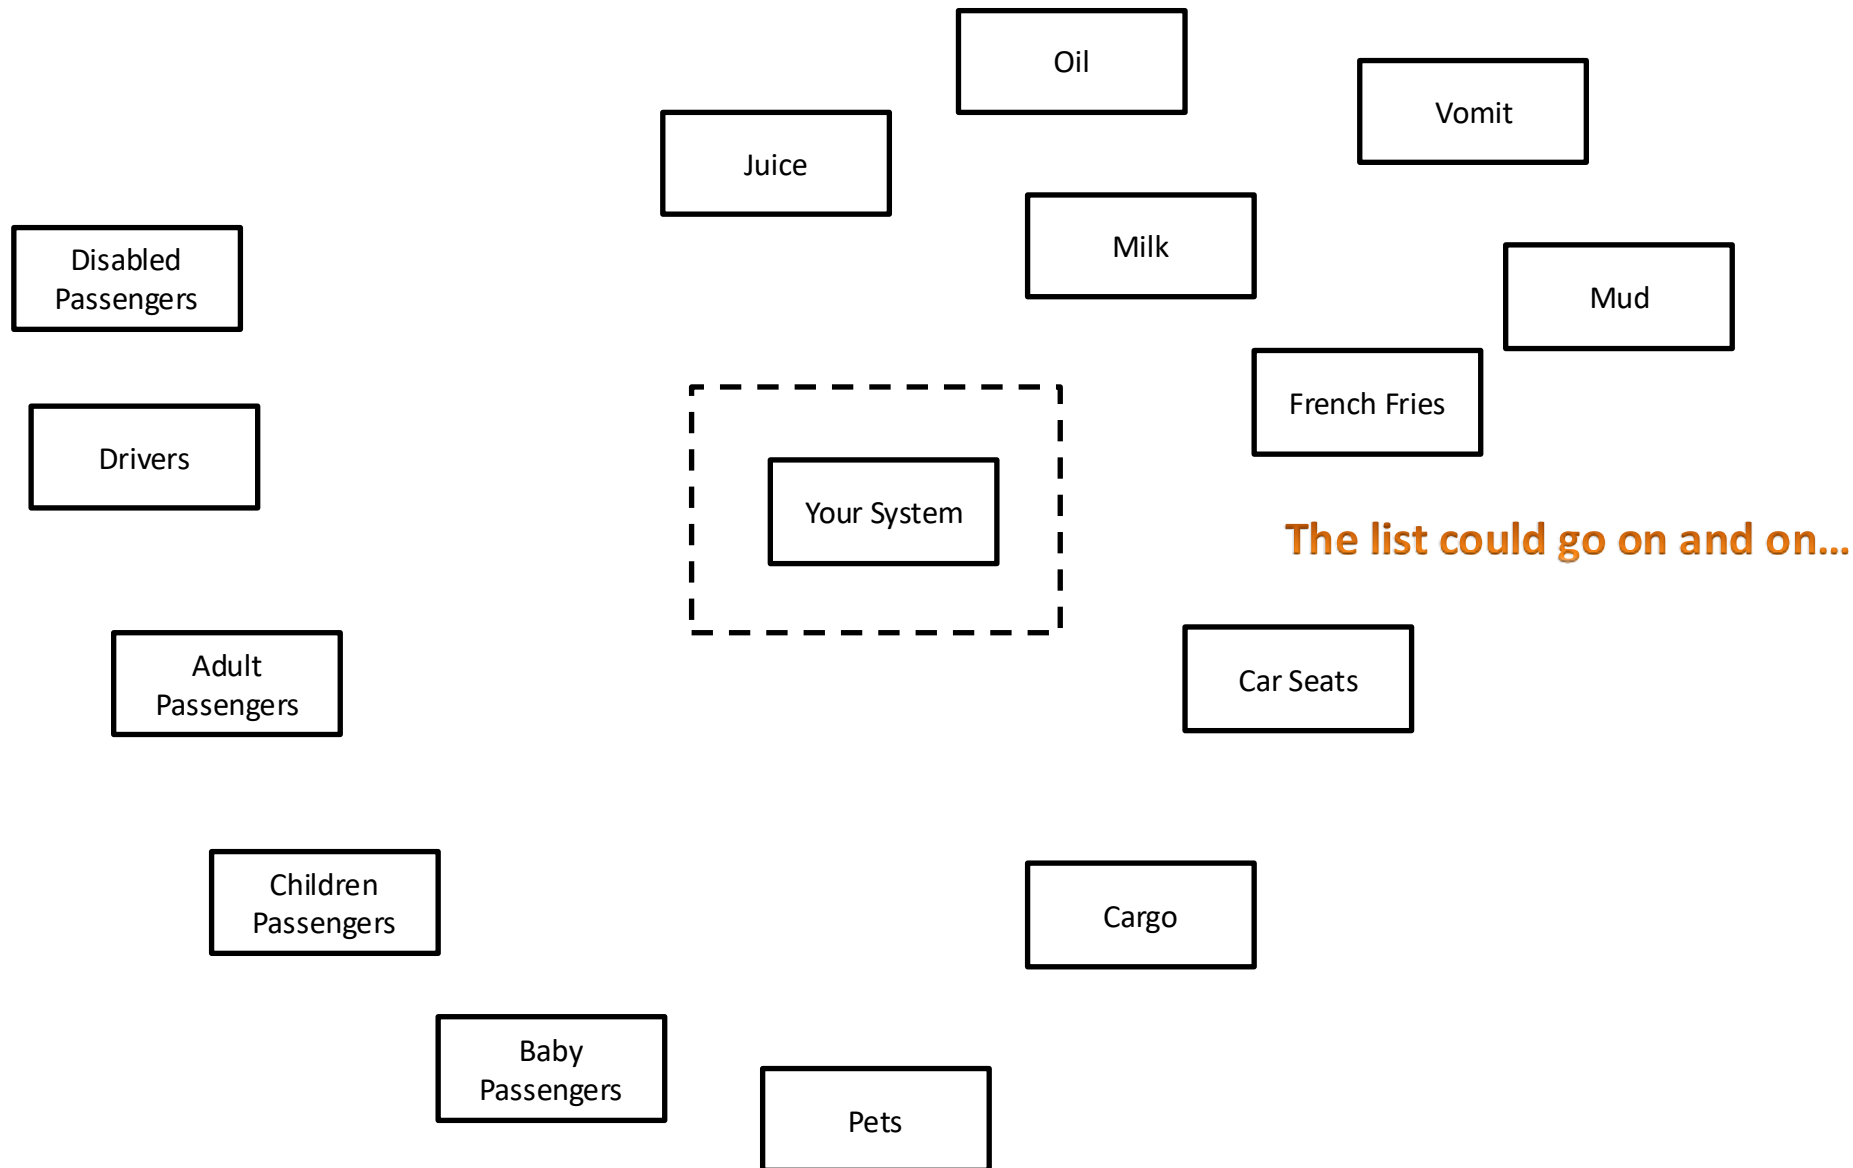 Oil
Vomit
Juice
Milk
Disabled
Passengers
Mud
French Fries
Drivers
Your System
The list could go on and on...
Adult
Passengers
Car Seats
Children
Passengers
Cargo
Baby
Passengers
Pets